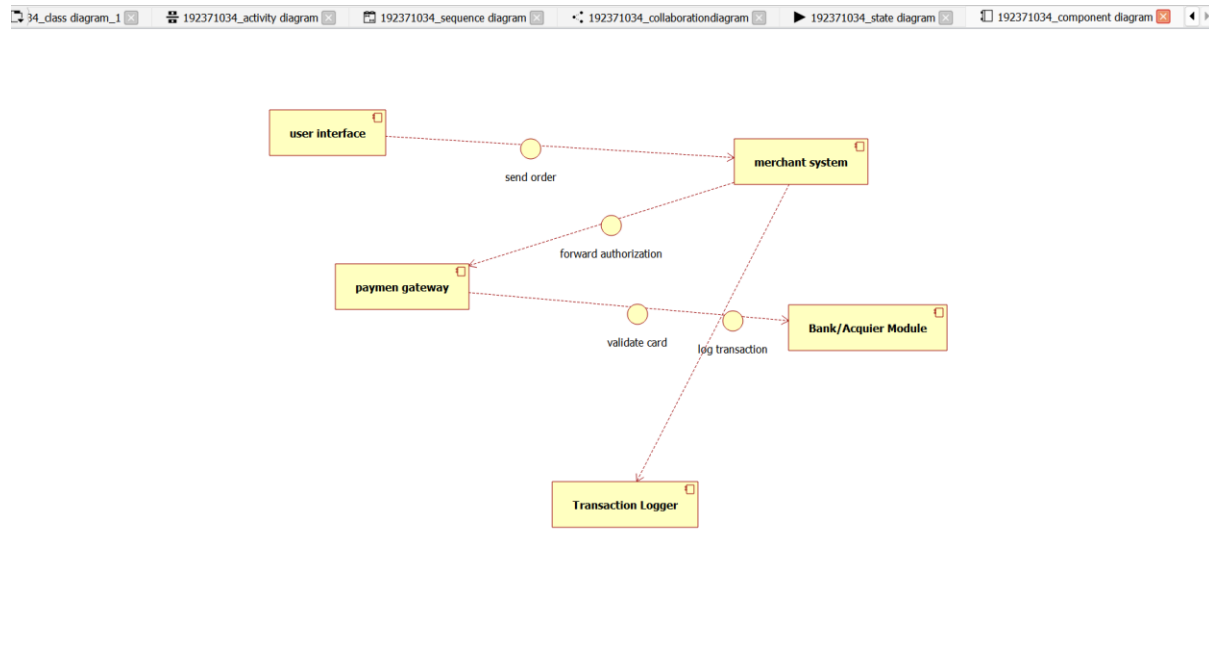 34_class diagram_1
192371034_activity diagram
192371034_sequence diagram
192371034_collaborationdiagram
192371034_state diagram
192371034_component diagram
user interface
send order
merchant system
forward authorization
paymen gateway
validate card
log transaction
Bank/Acquier Module
Transaction Logger